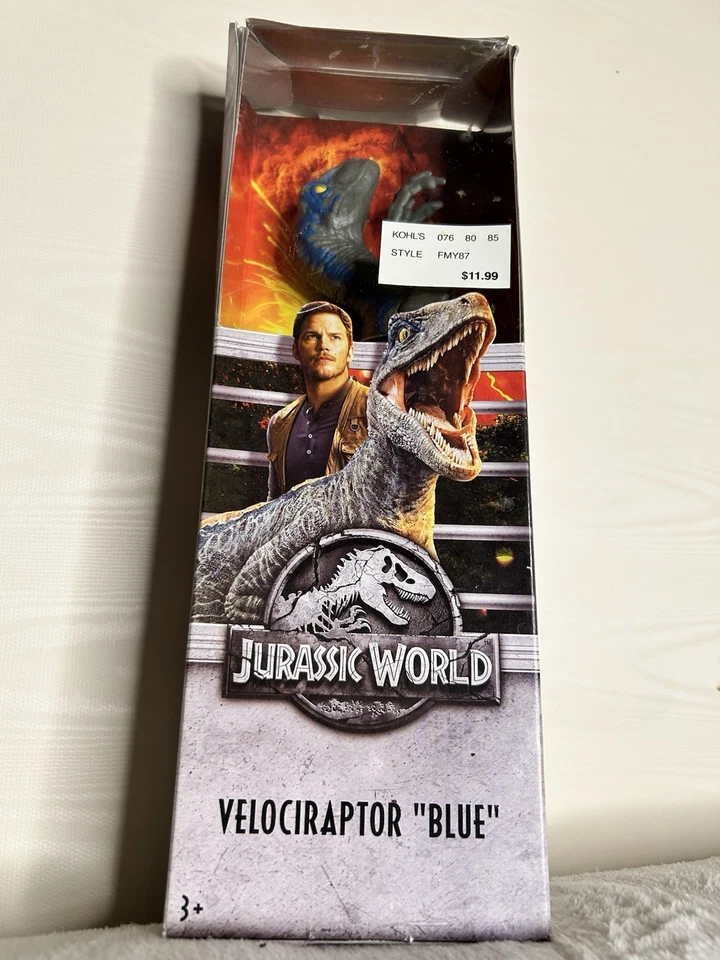 KOHL'S 076 80 85
STYLE FMY87
$11.99
JURASSIC WORLD
VELOCIRAPTOR "BLUE"
3+